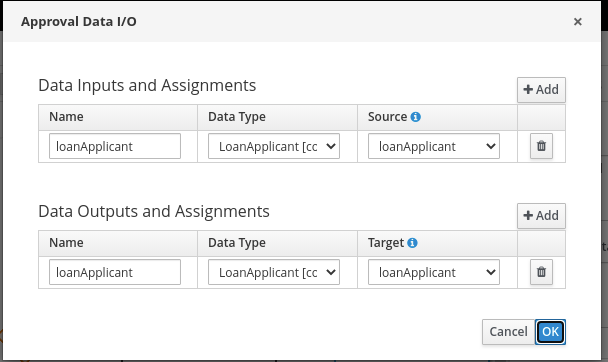 Approval Data I/O ×
Data Inputs and Assignments
+ Add
Name Data Type Source
loanApplicant LoanApplicant [cc loanApplicant
Data Outputs and Assignments
+ Add
Name Data Type Target
loanApplicant LoanApplicant [cc loanApplicant
Cancel OK